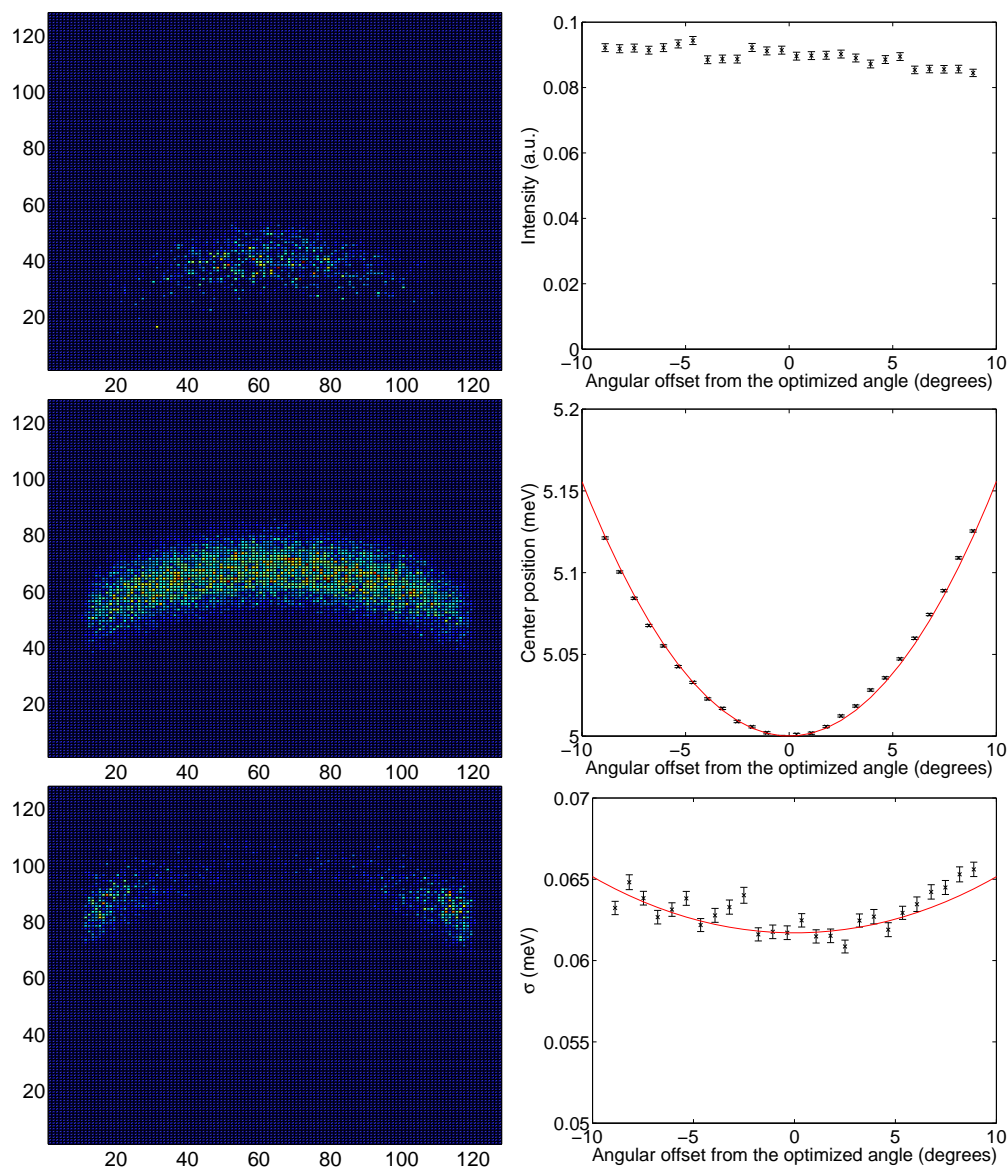 120
100
80
60
40
20
20 40 60 80 100 120
0.1
0.08
0.06
0.04
0.02
0
−10 −5 0 5 10
Intensity (a.u.)
Angular offset from the optimized angle (degrees)
120
100
80
60
40
20
20 40 60 80 100 120
5.2
5.15
5.1
5.05
5
−10 −5 0 5 10
Center position (meV)
Angular offset from the optimized angle (degrees)
120
100
80
60
40
20
20 40 60 80 100 120
0.07
0.065
0.06
0.055
0.05
−10 −5 0 5 10
σ (meV)
Angular offset from the optimized angle (degrees)